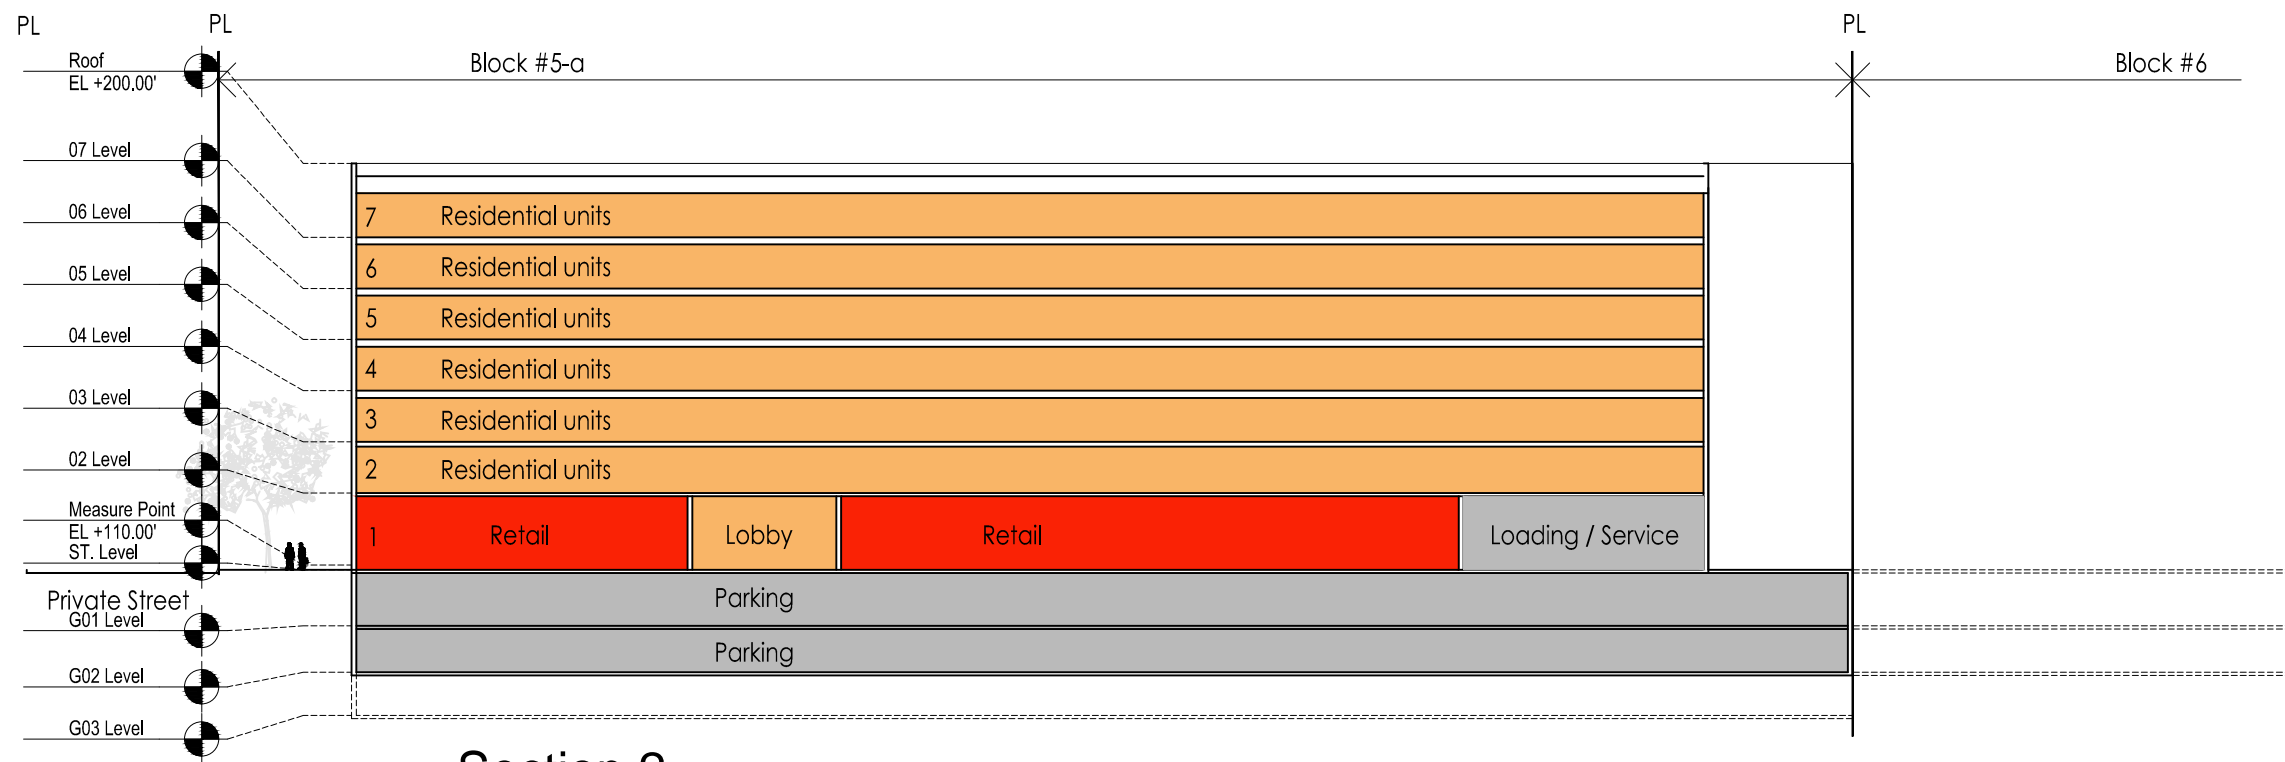 PL
PL
PL
Roof
EL +200.00'
Block #5-a
Block #6
07 Level
06 Level
7 Residential units
6 Residential units
05 Level
5 Residential units
04 Level
4 Residential units
03 Level
3 Residential units
02 Level
2 Residential units
Measure Point
EL +110.00'
ST. Level
1 Retail Lobby Retail Loading / Service
Private Street
Parking
G01 Level
Parking
G02 Level
G03 Level
Section